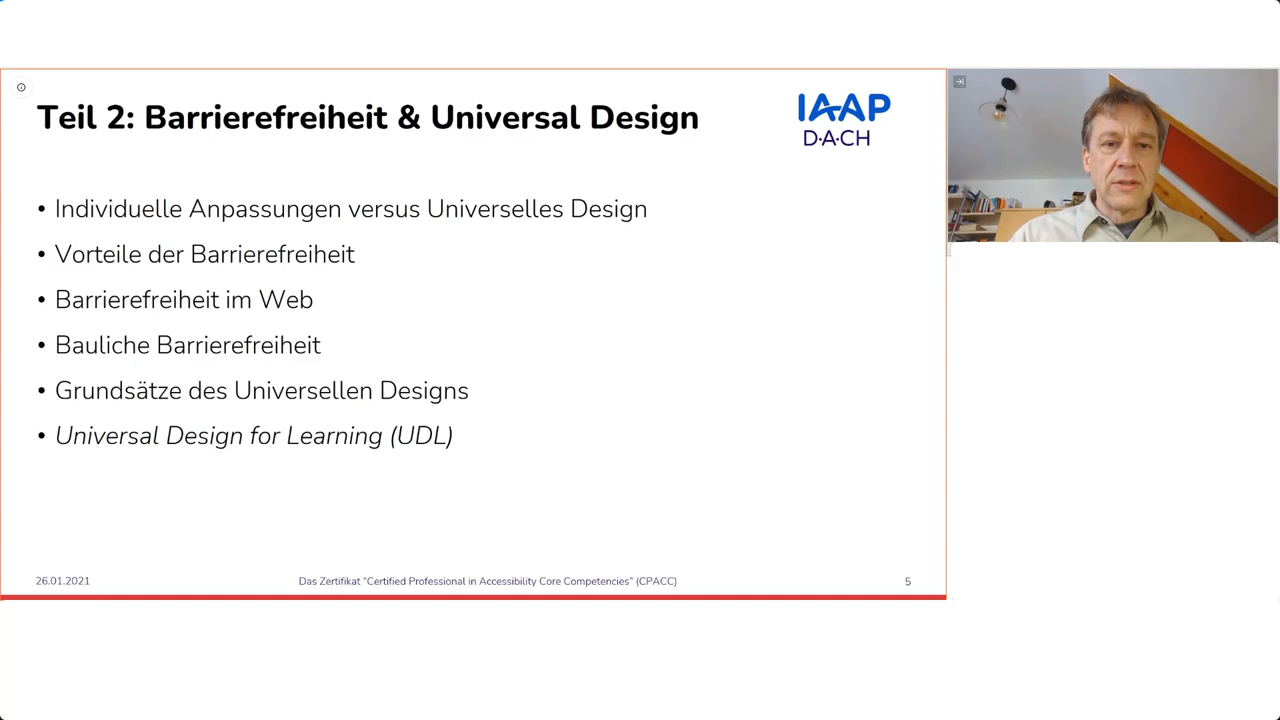 Teil 2: Barrierefreiheit & Universal Design
IAAP
D·A·CH
• Individuelle Anpassungen versus Universelles Design
• Vorteile der Barrierefreiheit
• Barrierefreiheit im Web
• Bauliche Barrierefreiheit
• Grundsätze des Universellen Designs
• Universal Design for Learning (UDL)
26.01.2021
Das Zertifikat "Certified Professional in Accessibility Core Competencies" (CPACC)
5